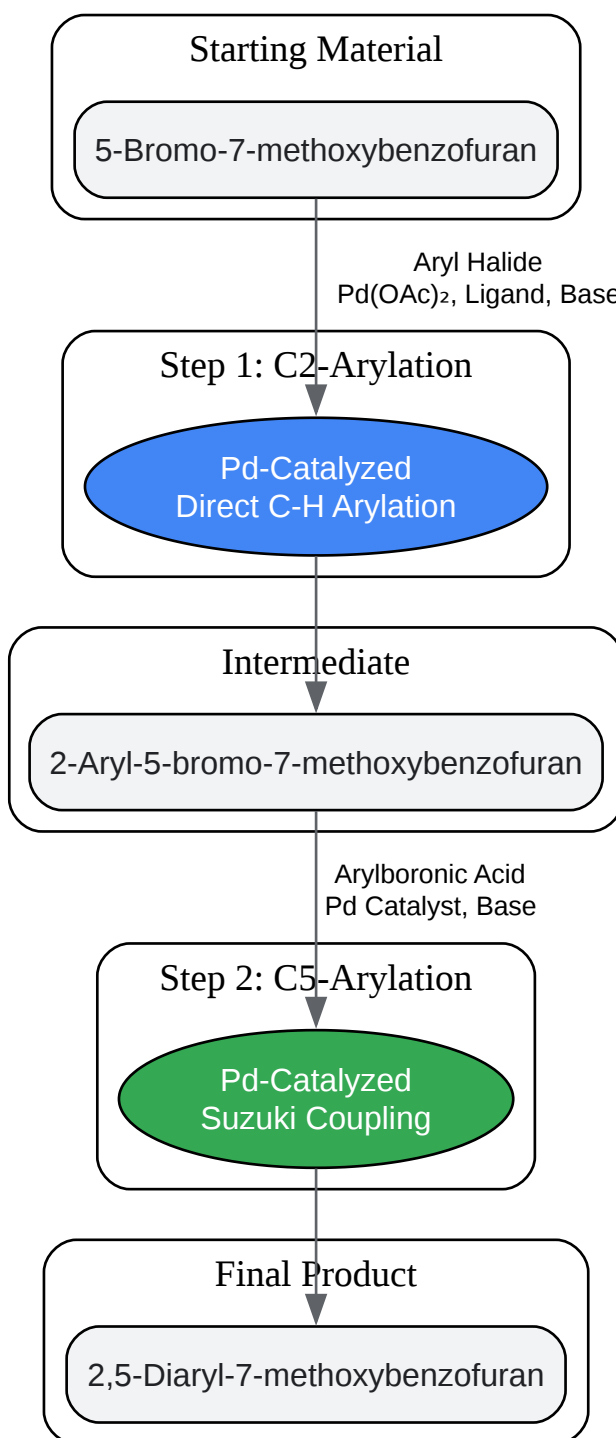 Starting Material
5-Bromo-7-methoxybenzofuran
Aryl Halide
Pd(OAc)₂, Ligand, Base
Step 1: C2-Arylation
Pd-Catalyzed
Direct C-H Arylation
Intermediate
2-Aryl-5-bromo-7-methoxybenzofuran
Arylboronic Acid
Pd Catalyst, Base
Step 2: C5-Arylation
Pd-Catalyzed
Suzuki Coupling
Final Product
2,5-Diaryl-7-methoxybenzofuran